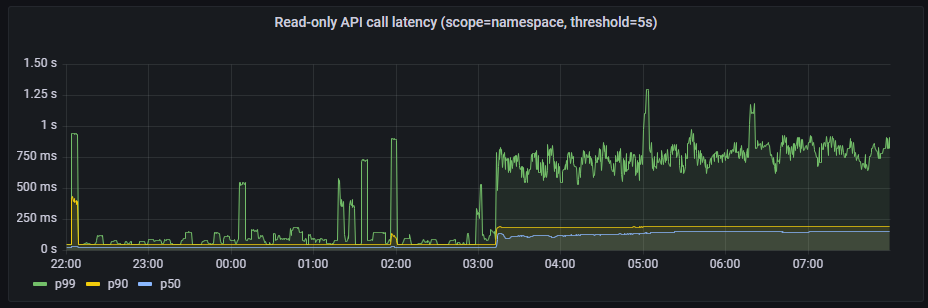 Read-only API call latency (scope=namespace, threshold=5s)
1.50 s
1.25 s
1 s
750 ms
500 ms
250 ms
0 s
22:00 23:00 00:00 01:00 02:00 03:00 04:00 05:00 06:00 07:00
p99 p90 p50